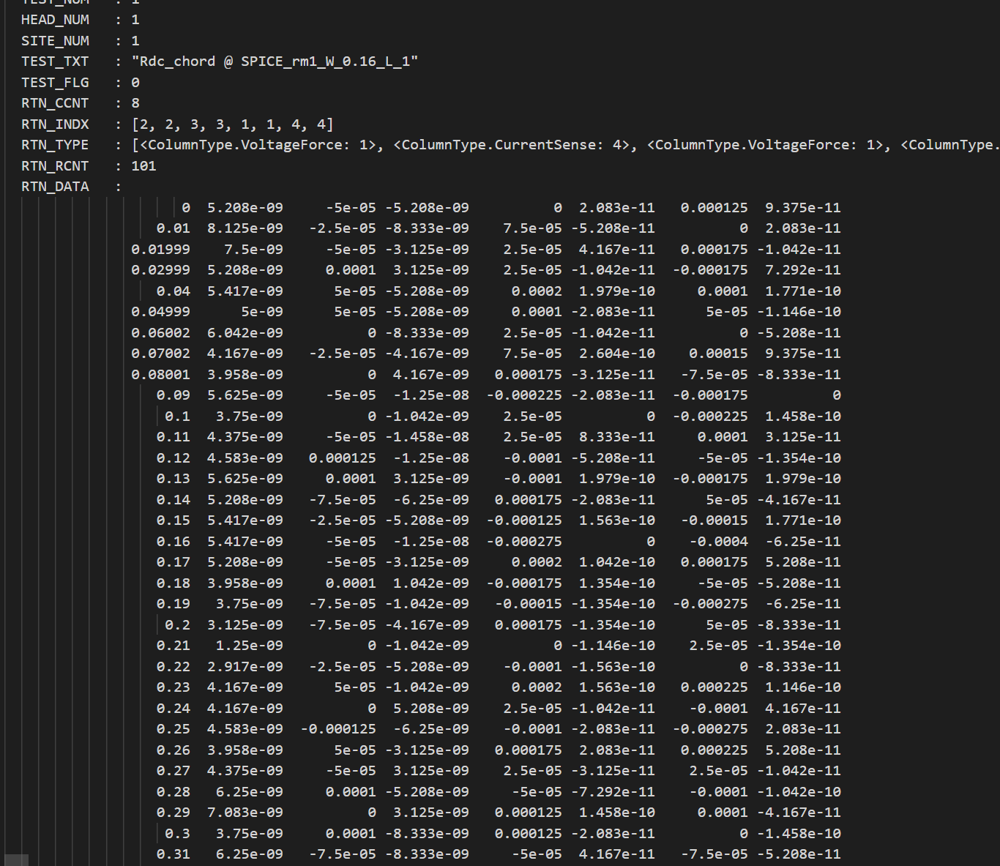 TEST_NUM : 1
HEAD_NUM : 1
SITE_NUM : 1
TEST_TXT : "Rdc_chord @ SPICE_rm1_W_0.16_L_1"
TEST_FLG : 0
RTN_CCNT : 8
RTN_INDX : [2, 2, 3, 3, 1, 1, 4, 4]
RTN_TYPE : [<ColumnType.VoltageForce: 1>, <ColumnType.CurrentSense: 4>, <ColumnType.VoltageForce: 1>, <ColumnType.
RTN_RCNT : 101
RTN_DATA :
0 5.208e-09 -5e-05 -5.208e-09 0 2.083e-11 0.000125 9.375e-11
0.01 8.125e-09 -2.5e-05 -8.333e-09 7.5e-05 -5.208e-11 0 2.083e-11
0.01999 7.5e-09 -5e-05 -3.125e-09 2.5e-05 4.167e-11 0.000175 -1.042e-11
0.02999 5.208e-09 0.0001 3.125e-09 2.5e-05 -1.042e-11 -0.000175 7.292e-11
0.04 5.417e-09 5e-05 -5.208e-09 0.0002 1.979e-10 0.0001 1.771e-10
0.04999 5e-09 5e-05 -5.208e-09 0.0001 -2.083e-11 5e-05 -1.146e-10
0.06002 6.042e-09 0 -8.333e-09 2.5e-05 -1.042e-11 0 -5.208e-11
0.07002 4.167e-09 -2.5e-05 -4.167e-09 7.5e-05 2.604e-10 0.00015 9.375e-11
0.08001 3.958e-09 0 4.167e-09 0.000175 -3.125e-11 -7.5e-05 -8.333e-11
0.09 5.625e-09 -5e-05 -1.25e-08 -0.000225 -2.083e-11 -0.000175 0
0.1 3.75e-09 0 -1.042e-09 2.5e-05 0 -0.000225 1.458e-10
0.11 4.375e-09 -5e-05 -1.458e-08 2.5e-05 8.333e-11 0.0001 3.125e-11
0.12 4.583e-09 0.000125 -1.25e-08 -0.0001 -5.208e-11 -5e-05 -1.354e-10
0.13 5.625e-09 0.0001 3.125e-09 -0.0001 1.979e-10 -0.000175 1.979e-10
0.14 5.208e-09 -7.5e-05 -6.25e-09 0.000175 -2.083e-11 5e-05 -4.167e-11
0.15 5.417e-09 -2.5e-05 -5.208e-09 -0.000125 1.563e-10 -0.00015 1.771e-10
0.16 5.417e-09 -5e-05 -1.25e-08 -0.000275 0 -0.0004 -6.25e-11
0.17 5.208e-09 -5e-05 -3.125e-09 0.0002 1.042e-10 0.000175 5.208e-11
0.18 3.958e-09 0.0001 1.042e-09 -0.000175 1.354e-10 -5e-05 -5.208e-11
0.19 3.75e-09 -7.5e-05 -1.042e-09 -0.00015 -1.354e-10 -0.000275 -6.25e-11
0.2 3.125e-09 -7.5e-05 -4.167e-09 0.000175 -1.354e-10 5e-05 -8.333e-11
0.21 1.25e-09 0 -1.042e-09 0 -1.146e-10 2.5e-05 -1.354e-10
0.22 2.917e-09 -2.5e-05 -5.208e-09 -0.0001 -1.563e-10 0 -8.333e-11
0.23 4.167e-09 5e-05 -1.042e-09 0.0002 1.563e-10 0.000225 1.146e-10
0.24 4.167e-09 0 5.208e-09 2.5e-05 -1.042e-11 -0.0001 4.167e-11
0.25 4.583e-09 -0.000125 -6.25e-09 -0.0001 -2.083e-11 -0.000275 2.083e-11
0.26 3.958e-09 5e-05 -3.125e-09 0.000175 2.083e-11 0.000225 5.208e-11
0.27 4.375e-09 -5e-05 3.125e-09 2.5e-05 -3.125e-11 2.5e-05 -1.042e-11
0.28 6.25e-09 0.0001 -5.208e-09 -5e-05 -7.292e-11 -0.0001 -1.042e-10
0.29 7.083e-09 0 3.125e-09 0.000125 1.458e-10 0.0001 -4.167e-11
0.3 3.75e-09 0.0001 -8.333e-09 0.000125 -2.083e-11 0 -1.458e-10
0.31 6.25e-09 -7.5e-05 -8.333e-09 -5e-05 4.167e-11 -7.5e-05 -5.208e-11